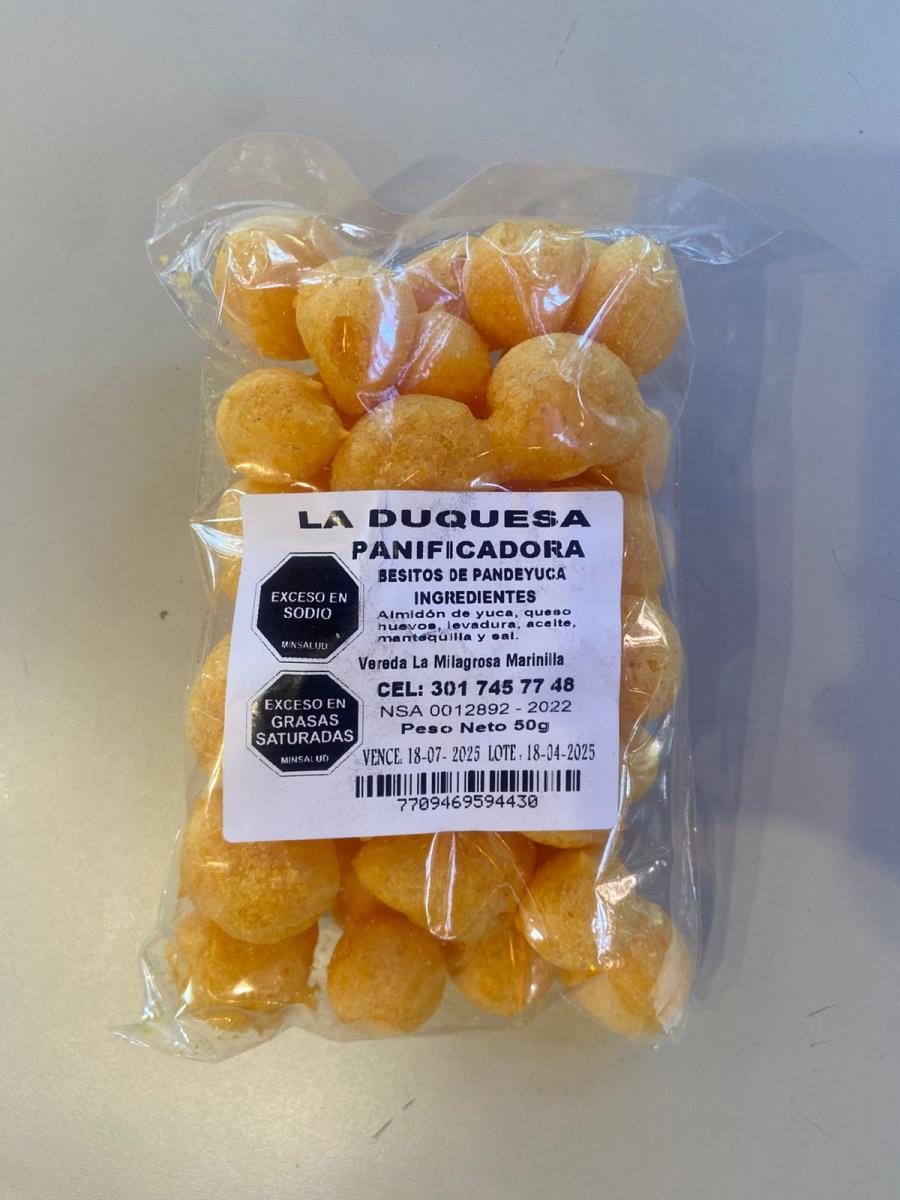 LA DUQUESA
PANIFICADORA
BESITOS DE PANDEYUCA
INGREDIENTES
Almidón de yuca, queso
huevos, levadura, aceite,
mantequilla y sal.
EXCESO EN
SODIO
MINSALUD
Vereda La Milagrosa Marinilla
CEL: 301 745 77 48
NSA 0012892 - 2022
Peso Neto 50g
EXCESO EN
GRASAS
SATURADAS
MINSALUD
VENCE: 18-07- 2025 LOTE: 18-04-2025
7709469594430